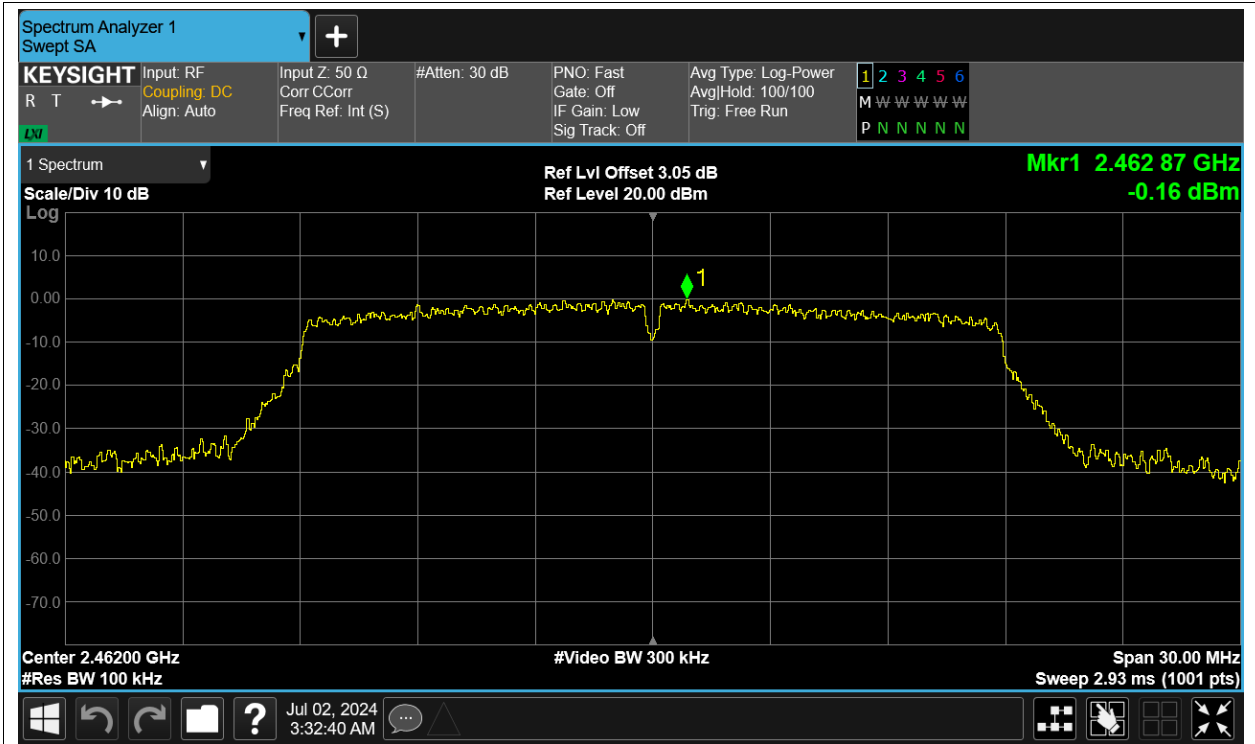 Spectrum Analyzer 1
Swept SA
KEYSIGHT
R T
LXI
Input: RF
Coupling: DC
Align: Auto
Input Z: 50 Ω
Corr CCorr
Freq Ref: Int (S)
#Atten: 30 dB
PNO: Fast
Gate: Off
IF Gain: Low
Sig Track: Off
Avg Type: Log-Power
Avg|Hold: 100/100
Trig: Free Run
1 2 3 4 5 6
M W W W W W
P N N N N N
1 Spectrum
Scale/Div 10 dB
Log
Ref Lvl Offset 3.05 dB
Ref Level 20.00 dBm
Mkr1 2.462 87 GHz
-0.16 dBm
10.0
0.00
-10.0
-20.0
-30.0
-40.0
-50.0
-60.0
-70.0
1
Center 2.46200 GHz
#Res BW 100 kHz
#Video BW 300 kHz
Span 30.00 MHz
Sweep 2.93 ms (1001 pts)
?
Jul 02, 2024
3:32:40 AM